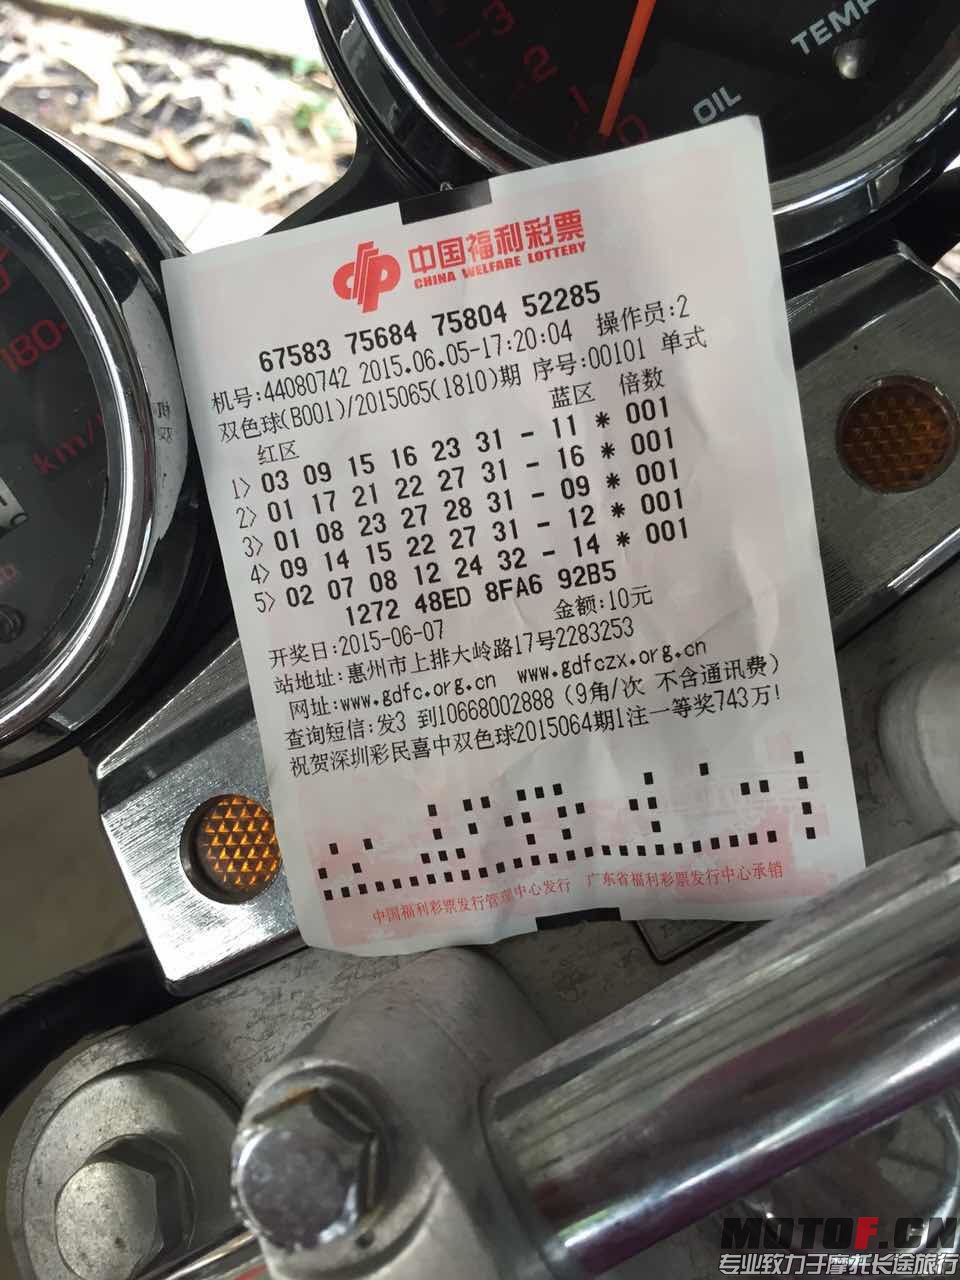 3
2
1
0
TEMP
OIL
180
km/
中国福利彩票
CHINA WELFARE LOTTERY
67583 75684 75804 52285
机号:44080742 2015.06.05-17:20:04 操作员:2
双色球(B001)/2015065(1810)期 序号:00101 单式
红区 蓝区 倍数
1> 03 09 15 16 23 31 - 11 * 001
2> 01 17 21 22 27 31 - 16 * 001
3> 01 08 23 27 28 31 - 09 * 001
4> 09 14 15 22 27 31 - 12 * 001
5> 02 07 08 12 24 32 - 14 * 001
1272 48ED 8FA6 92B5
开奖日:2015-06-07 金额:10元
站地址:惠州市上排大岭路17号2283253
网址:www.gdfc.org.cn www.gdfczx.org.cn
查询短信:发3 到10668002888(9角/次 不含通讯费)
祝贺深圳彩民喜中双色球2015064期1注一等奖743万!
中国福利彩票发行管理中心发行 广东省福利彩票发行中心承销
MOTOF.CN
专业致力于摩托长途旅行